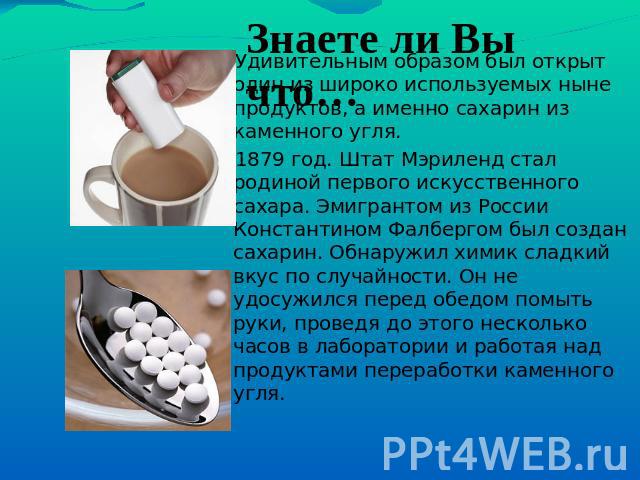 Знаете ли Вы
что…
Удивительным образом был открыт
один из широко используемых ныне
продуктов, а именно сахарин из
каменного угля.
1879 год. Штат Мэриленд стал
родиной первого искусственного
сахара. Эмигрантом из России
Константином Фалбергом был создан
сахарин. Обнаружил химик сладкий
вкус по случайности. Он не
удосужился перед обедом помыть
руки, проведя до этого несколько
часов в лаборатории и работая над
продуктами переработки каменного
угля.
PPt4WEB.ru